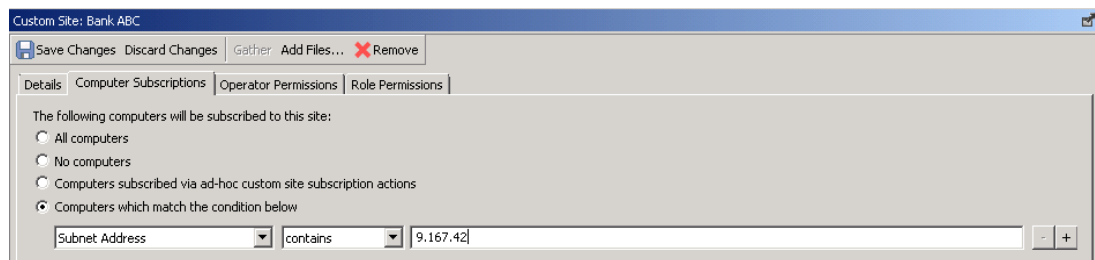 Custom Site: Bank ABC
Save Changes Discard Changes Gather Add Files... Remove
Details Computer Subscriptions Operator Permissions Role Permissions
The following computers will be subscribed to this site:
All computers
No computers
Computers subscribed via ad-hoc custom site subscription actions
Computers which match the condition below
Subnet Address contains 9.167.42 - +